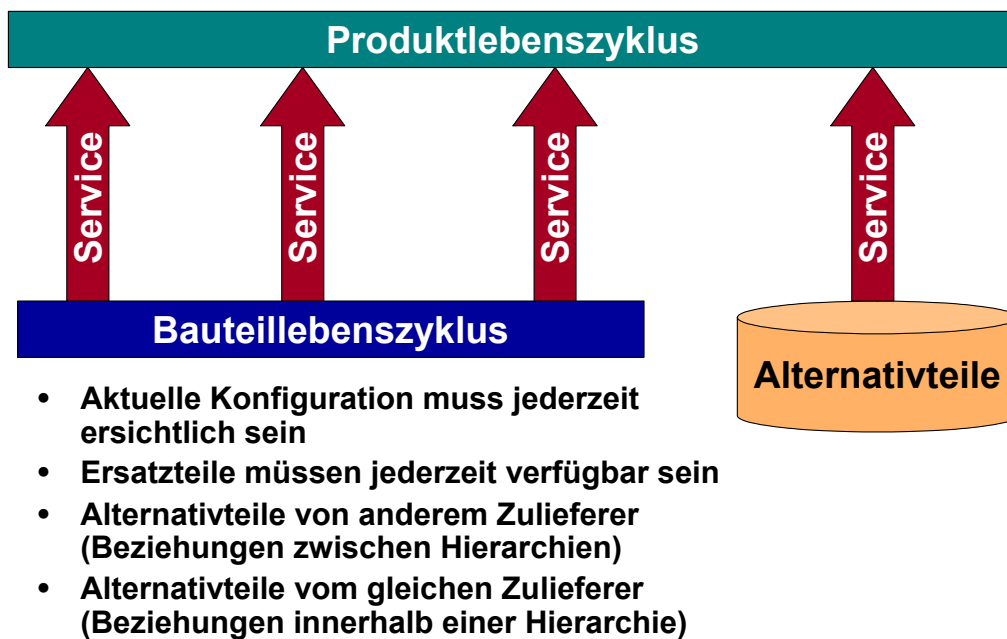 Produktlebenszyklus
Service
Service
Service
Service
Bauteillebenszyklus
Alternativteile
• Aktuelle Konfiguration muss jederzeit
ersichtlich sein
• Ersatzteile müssen jederzeit verfügbar sein
• Alternativteile von anderem Zulieferer
(Beziehungen zwischen Hierarchien)
• Alternativteile vom gleichen Zulieferer
(Beziehungen innerhalb einer Hierarchie)